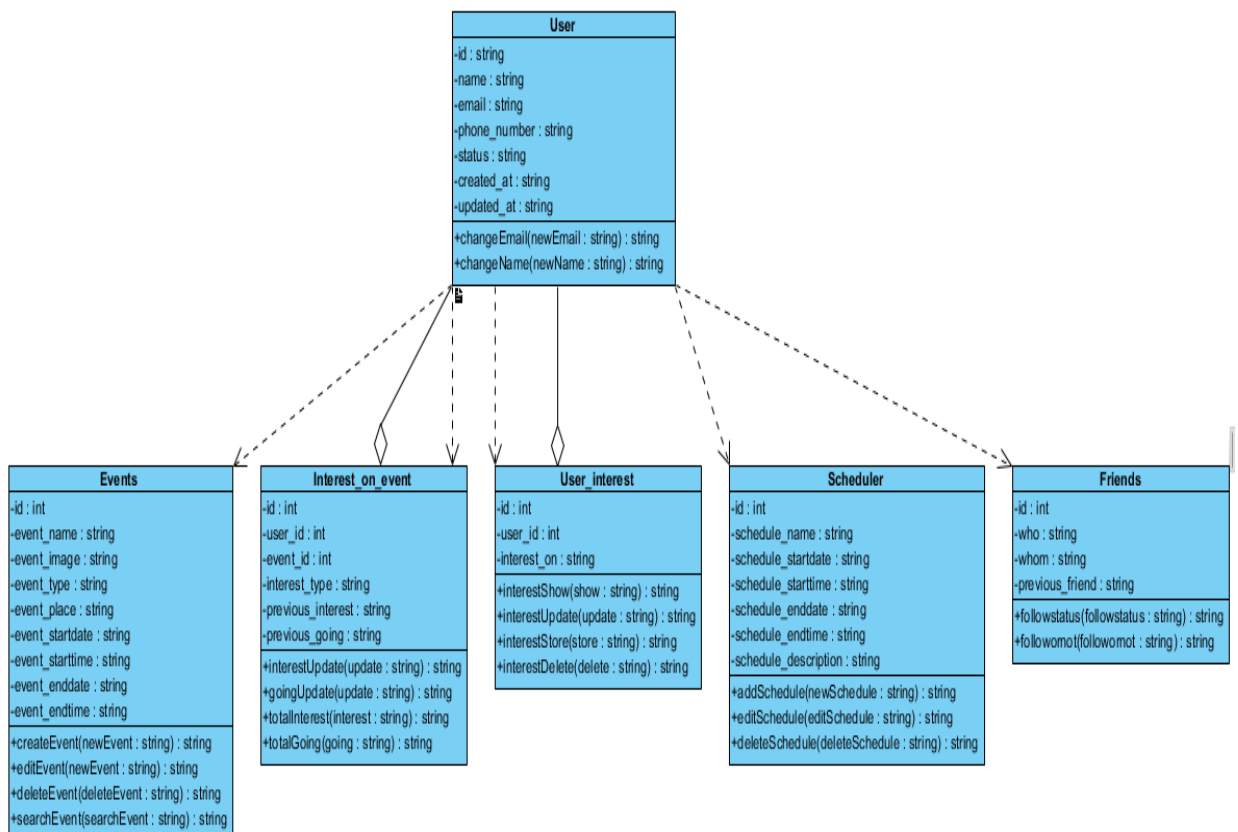 User
-id : string
-name : string
-email : string
-phone_number : string
-status : string
-created_at : string
-updated_at : string
+changeEmail(newEmail : string) : string
+changeName(newName : string) : string
Events
-id : int
-event_name : string
-event_image : string
-event_type : string
-event_place : string
-event_startdate : string
-event_starttime : string
-event_enddate : string
-event_endtime : string
+createEvent(newEvent : string) : string
+editEvent(newEvent : string) : string
+deleteEvent(deleteEvent : string) : string
+searchEvent(searchEvent : string) : string
Interest_on_event
-id : int
-user_id : int
-event_id : int
-interest_type : string
-previous_interest : string
-previous_going : string
+interestUpdate(update : string) : string
+goingUpdate(update : string) : string
+totalInterest(interest : string) : string
+totalGoing(going : string) : string
User_interest
-id : int
-user_id : int
-interest_on : string
+interestShow(show : string) : string
+interestUpdate(update : string) : string
+interestStore(store : string) : string
+interestDelete(delete : string) : string
Scheduler
-id : int
-schedule_name : string
-schedule_startdate : string
-schedule_starttime : string
-schedule_enddate : string
-schedule_endtime : string
-schedule_description : string
+addSchedule(newSchedule : string) : string
+editSchedule(editSchedule : string) : string
+deleteSchedule(deleteSchedule : string) : string
Friends
-id : int
-who : string
-whom : string
-previous_friend : string
+followstatus(followstatus : string) : string
+followornot(followornot : string) : string